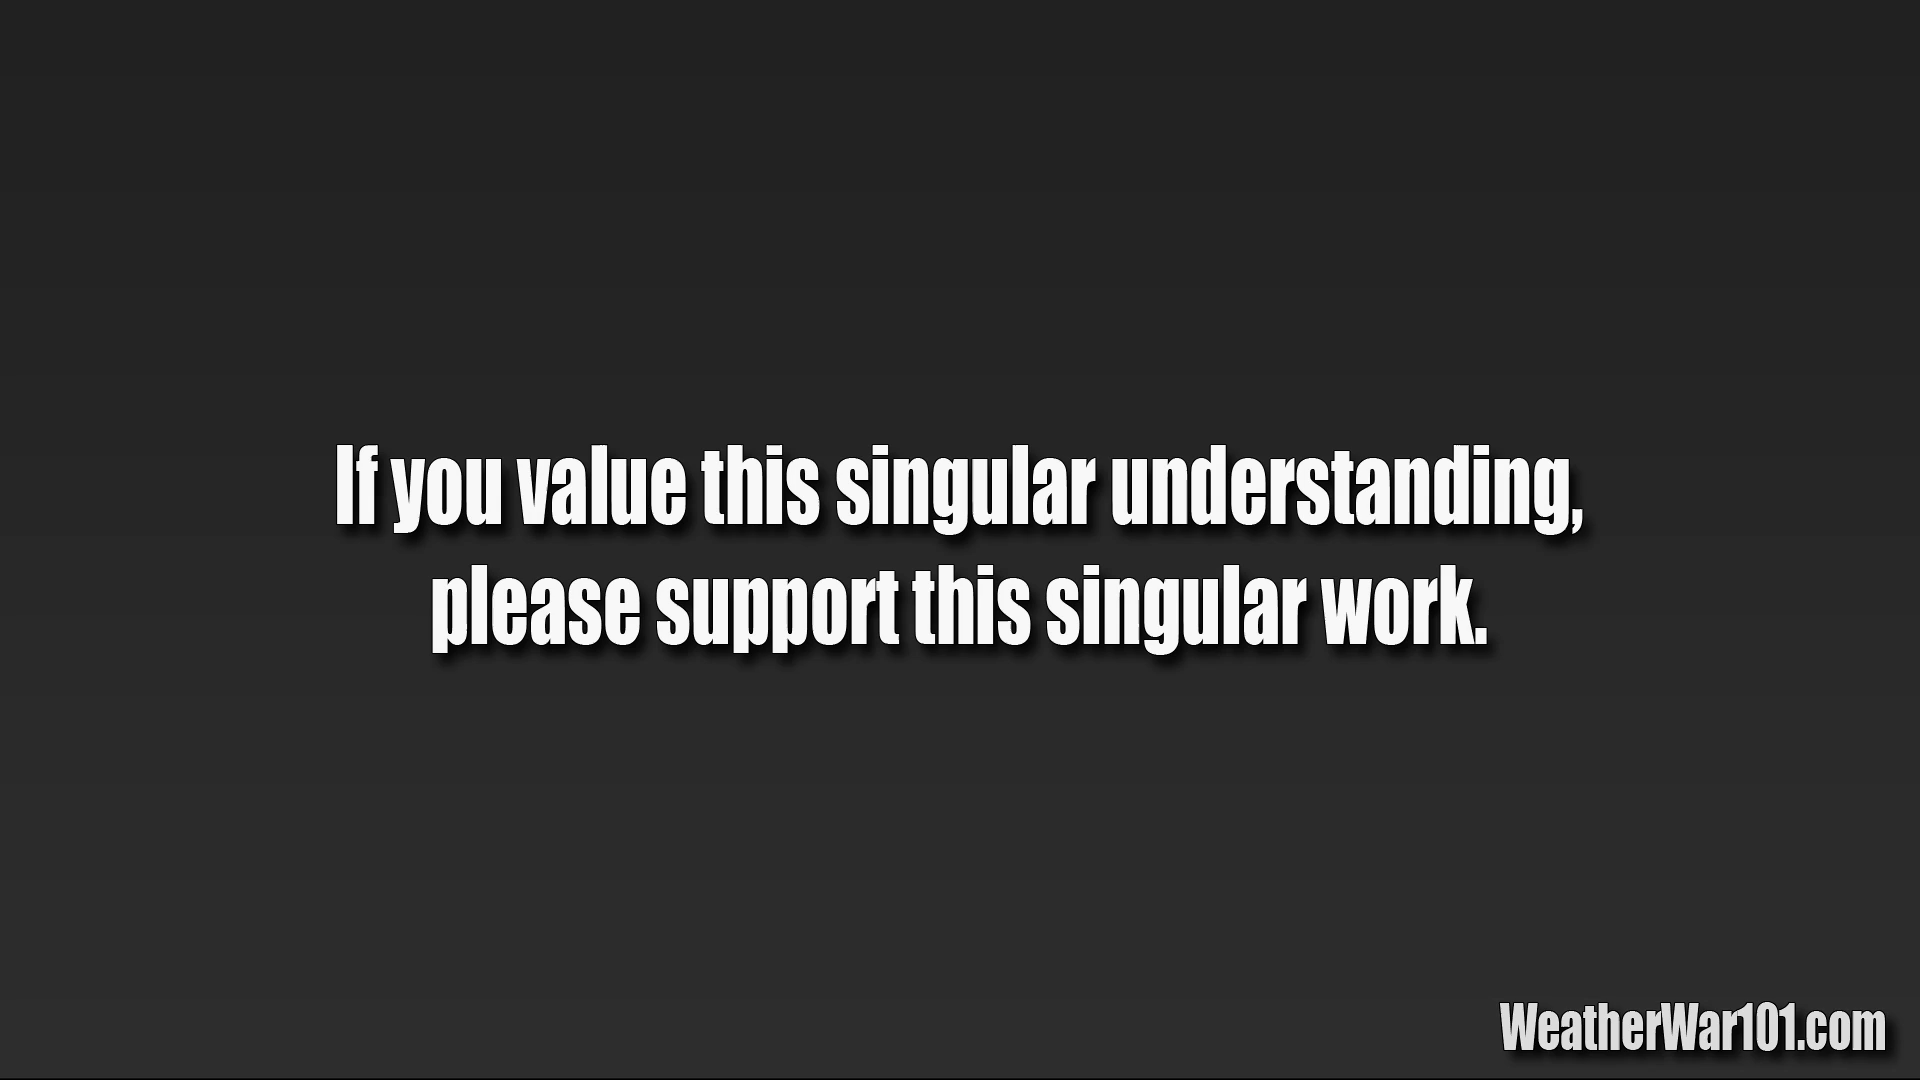 If you value this singular understanding,
please support this singular work.
WeatherWar101.com